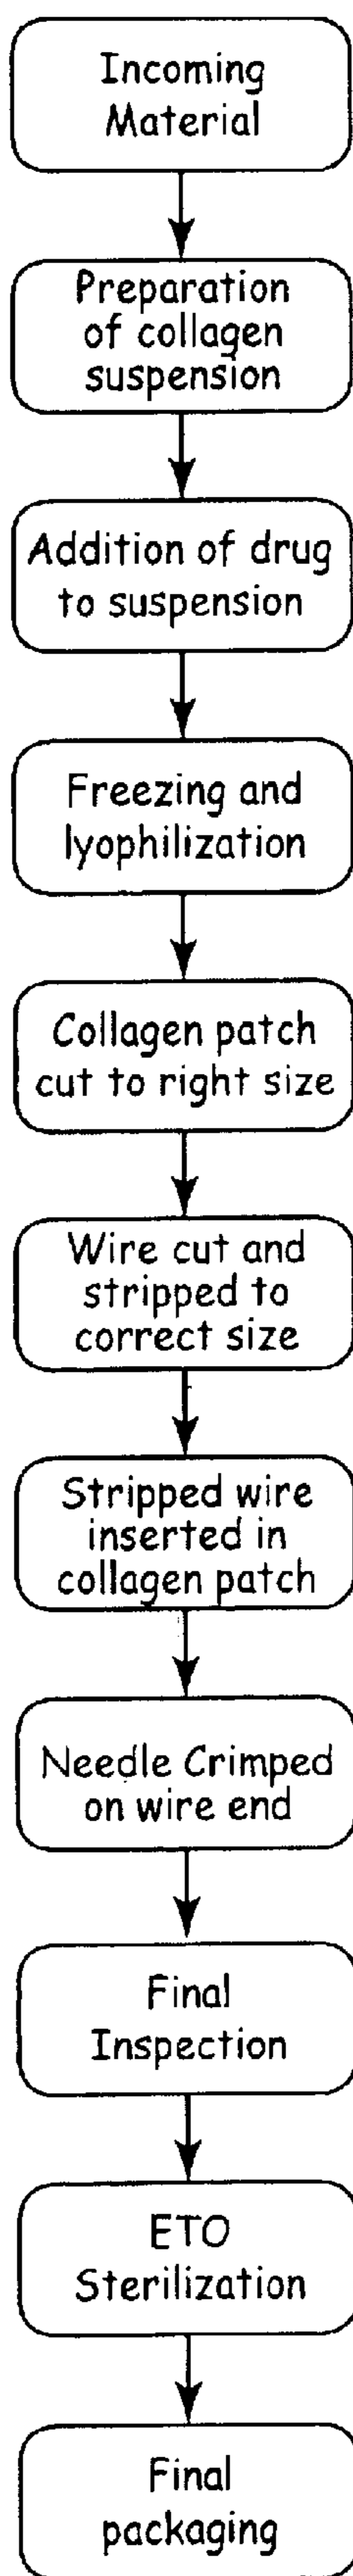 Incoming
Material
Preparation
of collagen
suspension
Addition of drug
to suspension
Freezing and
lyophilization
Collagen patch
cut to right size
Wire cut and
stripped to
correct size
Stripped wire
inserted in
collagen patch
Needle Crimped
on wire end
Final
Inspection
ETO
Sterilization
Final
packaging